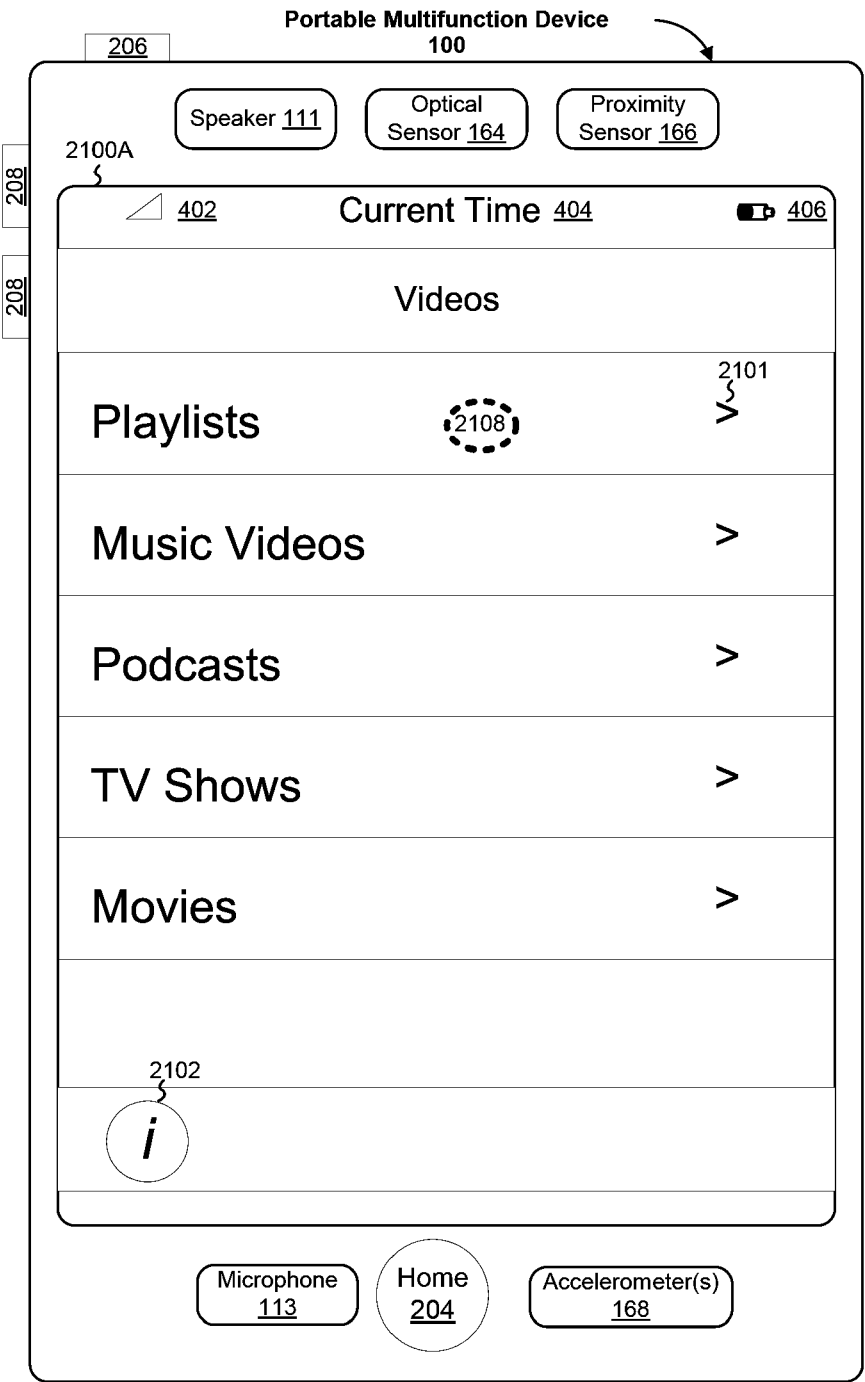 Portable Multifunction Device
100
206
Speaker 111
Optical
Sensor 164
Proximity
Sensor 166
2100A
208
208
402
Current Time 404
406
Videos
2101
Playlists
2108
>
Music Videos
>
Podcasts
>
TV Shows
>
Movies
>
2102
i
Microphone
113
Home
204
Accelerometer(s)
168